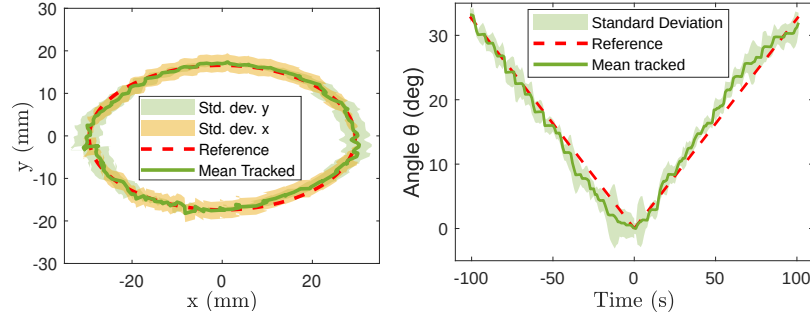 30
20
10
0
-10
-20
-30
y (mm)
-20
0
20
x (mm)
Std. dev. y
Std. dev. x
Reference
Mean Tracked
30
20
10
0
Angle θ (deg)
-100
-50
0
50
100
Time (s)
Standard Deviation
Reference
Mean tracked